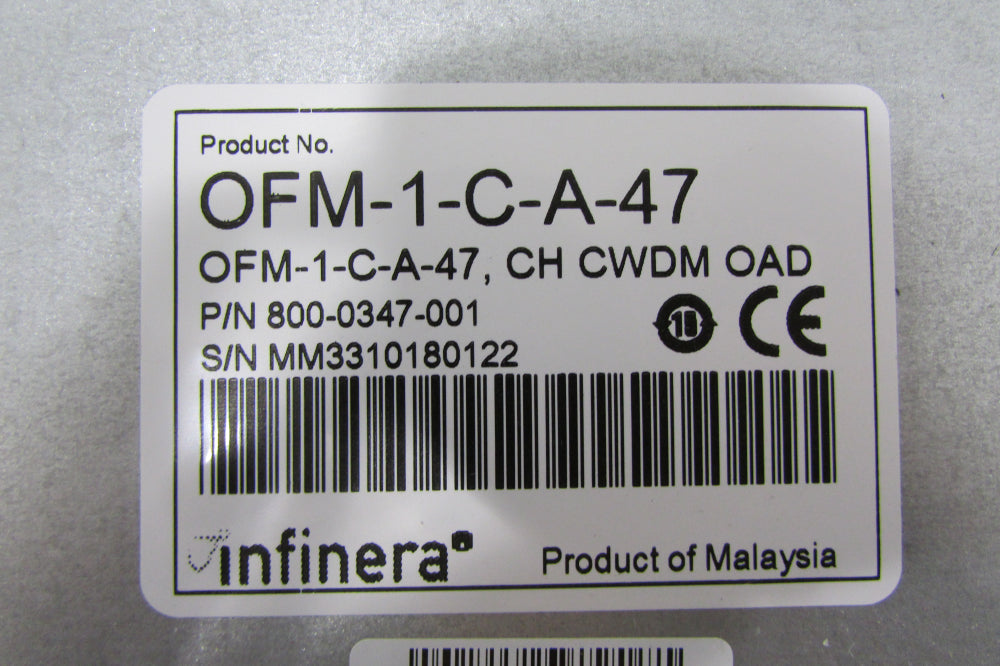 Product No.
OFM-1-C-A-47
OFM-1-C-A-47, CH CWDM OAD
P/N 800-0347-001
15
CE
S/N MM3310180122
infinera
Product of Malaysia